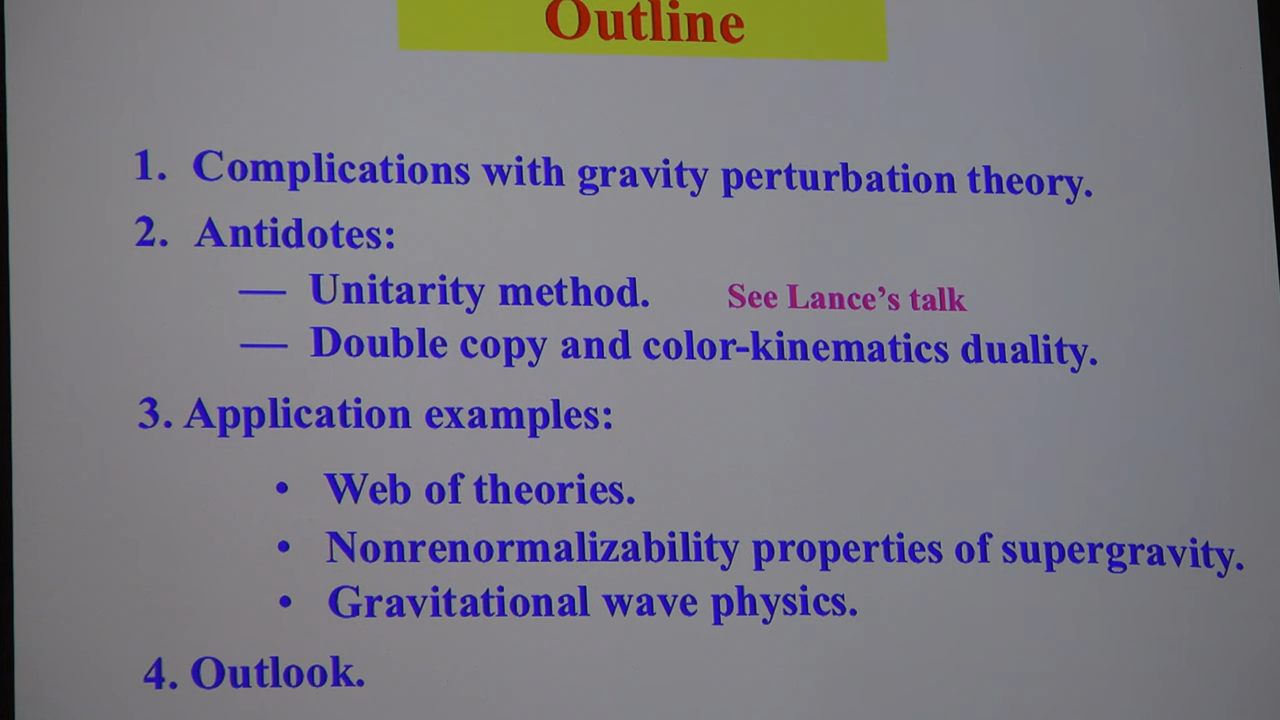 Outline
1. Complications with gravity perturbation theory.
2. Antidotes:
— Unitarity method. See Lance's talk
— Double copy and color-kinematics duality.
3. Application examples:
• Web of theories.
• Nonrenormalizability properties of supergravity.
• Gravitational wave physics.
4. Outlook.